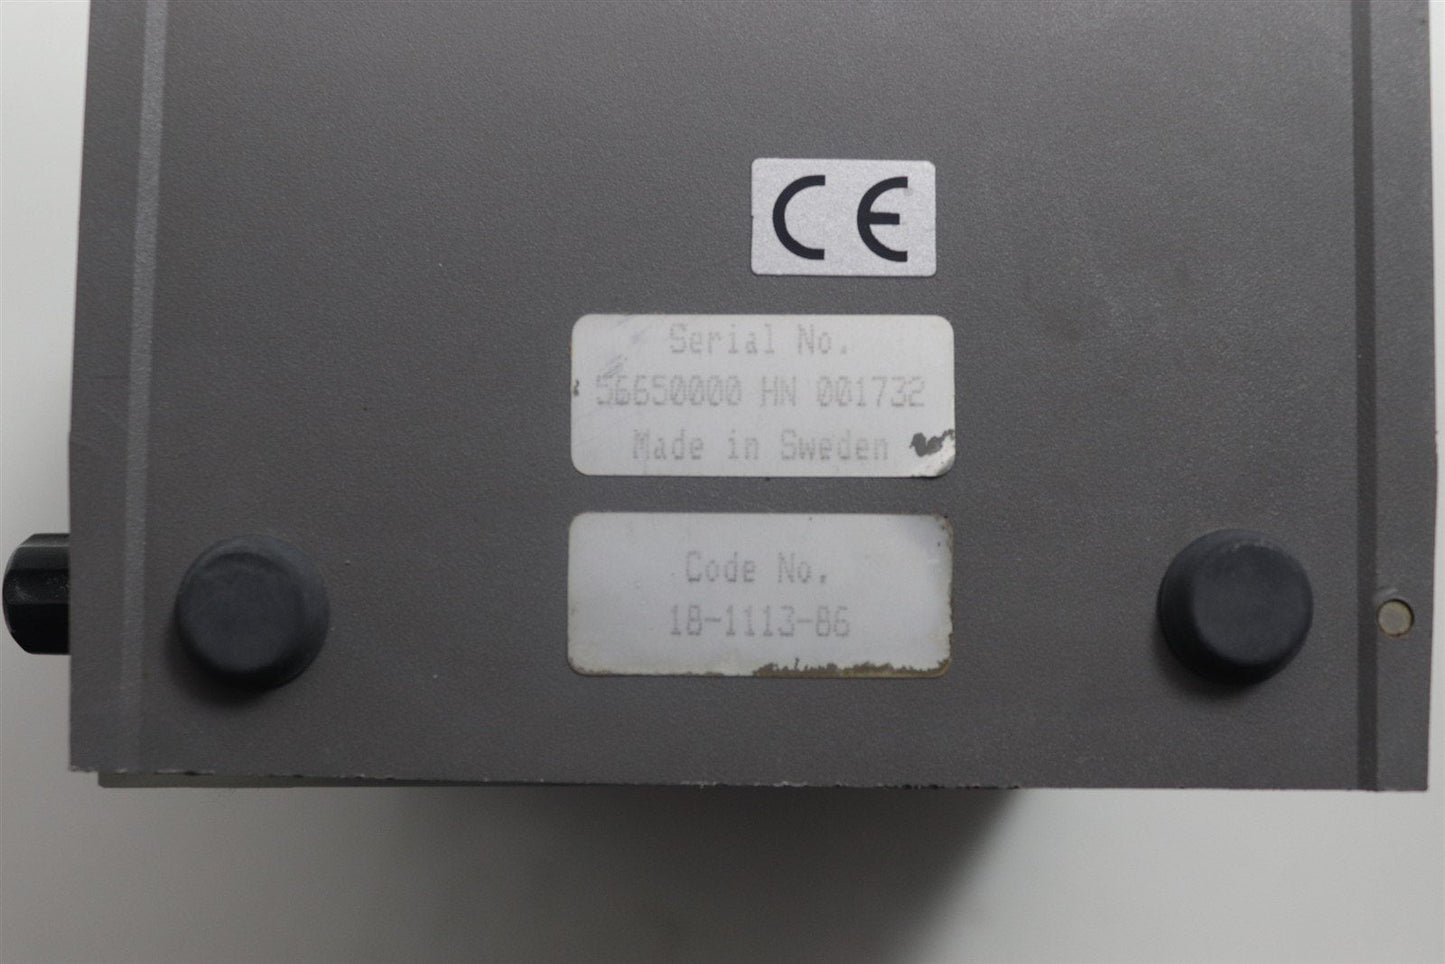 CE
Serial No.
56650000 HN 001732
Made in Sweden
Code No.
18-1113-86